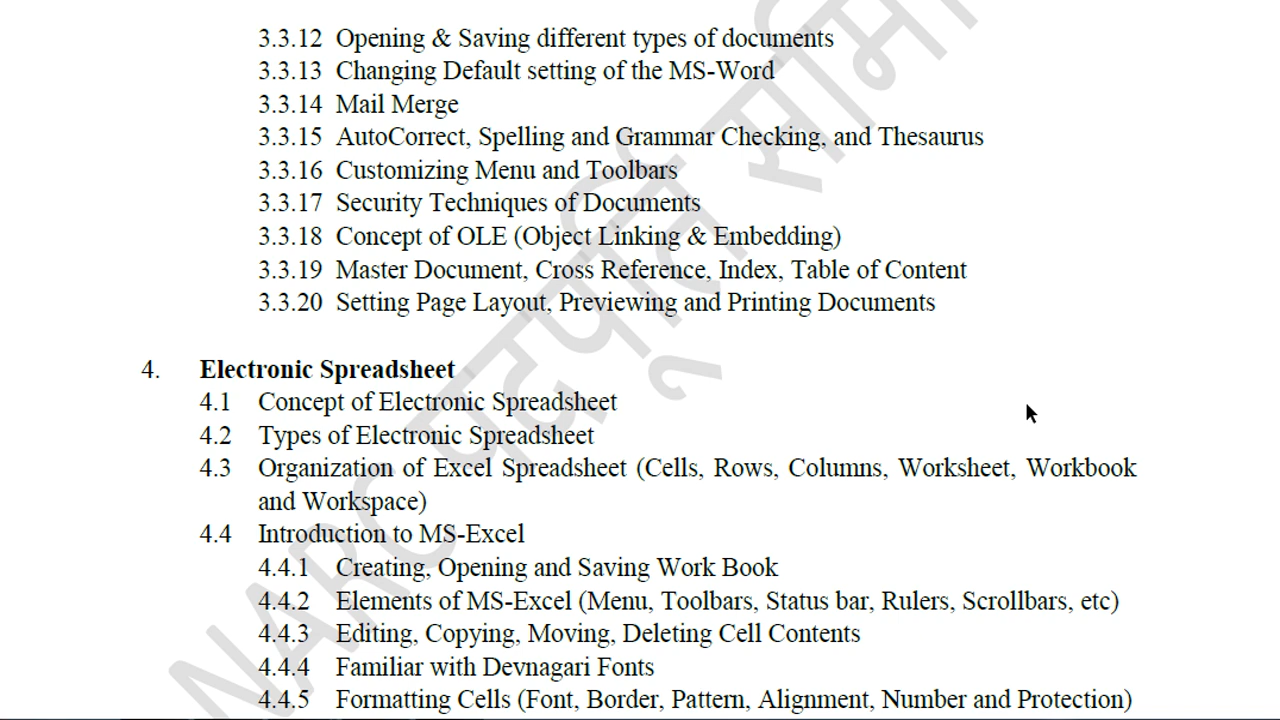 3.3.12 Opening & Saving different types of documents
3.3.13 Changing Default setting of the MS-Word
3.3.14 Mail Merge
3.3.15 AutoCorrect, Spelling and Grammar Checking, and Thesaurus
3.3.16 Customizing Menu and Toolbars
3.3.17 Security Techniques of Documents
3.3.18 Concept of OLE (Object Linking & Embedding)
3.3.19 Master Document, Cross Reference, Index, Table of Content
3.3.20 Setting Page Layout, Previewing and Printing Documents
4. Electronic Spreadsheet
4.1 Concept of Electronic Spreadsheet
4.2 Types of Electronic Spreadsheet
4.3 Organization of Excel Spreadsheet (Cells, Rows, Columns, Worksheet, Workbook
and Workspace)
4.4 Introduction to MS-Excel
4.4.1 Creating, Opening and Saving Work Book
4.4.2 Elements of MS-Excel (Menu, Toolbars, Status bar, Rulers, Scrollbars, etc)
4.4.3 Editing, Copying, Moving, Deleting Cell Contents
4.4.4 Familiar with Devnagari Fonts
4.4.5 Formatting Cells (Font, Border, Pattern, Alignment, Number and Protection)
NARC पदपूर्ति